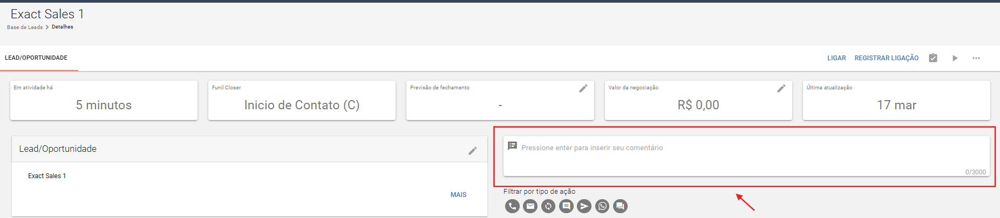 Exact Sales 1
Base de Leads > Detalhes
LEAD/OPORTUNIDADE
LIGAR REGISTRAR LIGAÇÃO
Em atividade há
5 minutos
Funil Closer
Inicio de Contato (C)
Previsão de fechamento
-
Valor da negociação
R$ 0,00
Última atualização
17 mar
Lead/Oportunidade
Exact Sales 1
MAIS
Pressione enter para inserir seu comentário
0/3000
Filtrar por tipo de ação